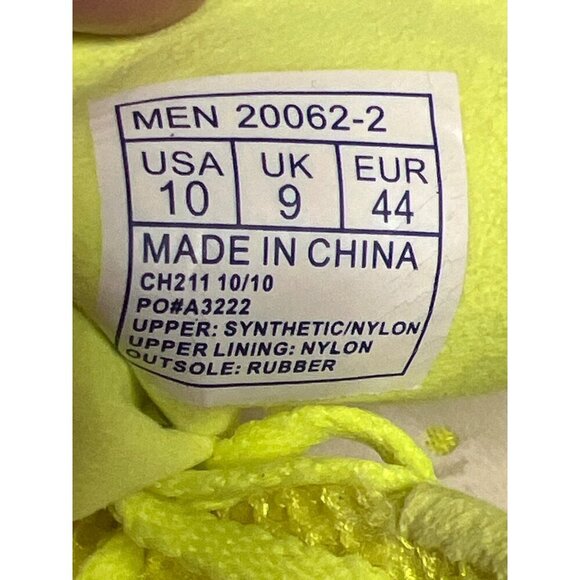 MEN 20062-2
USA UK EUR
10 9 44
MADE IN CHINA
CH211 10/10
PO#A3222
UPPER: SYNTHETIC/NYLON
UPPER LINING: NYLON
OUTSOLE: RUBBER